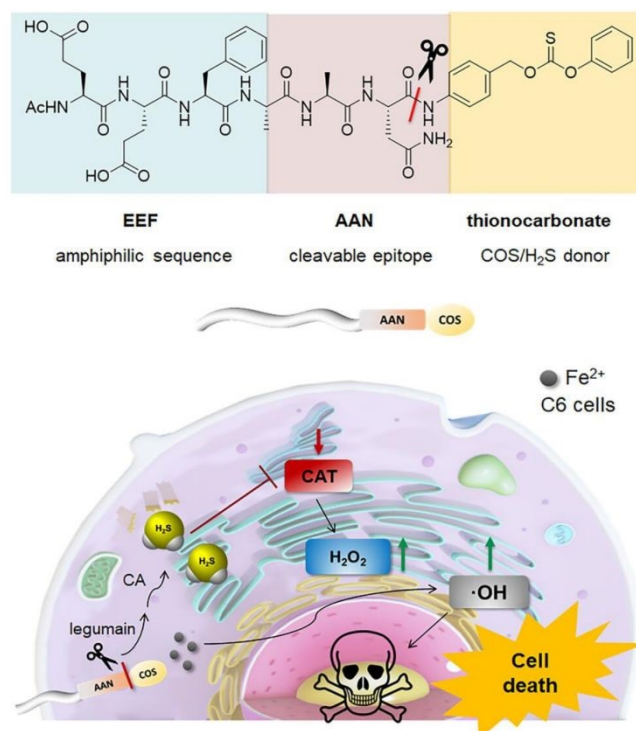 HO
O
O
H
N
O
H
N
O
S
AcHN
N
H
O
N
H
O
N
H
O
N
H
O
O
NH₂
O
HO
O
EEF AAN thionocarbonate
amphiphilic sequence cleavable epitope COS/H₂S donor
AAN COS
Fe²⁺
C6 cells
CAT
H₂S
H₂O₂
H₂S
·OH
CA
legumain
Cell
death
AAN COS